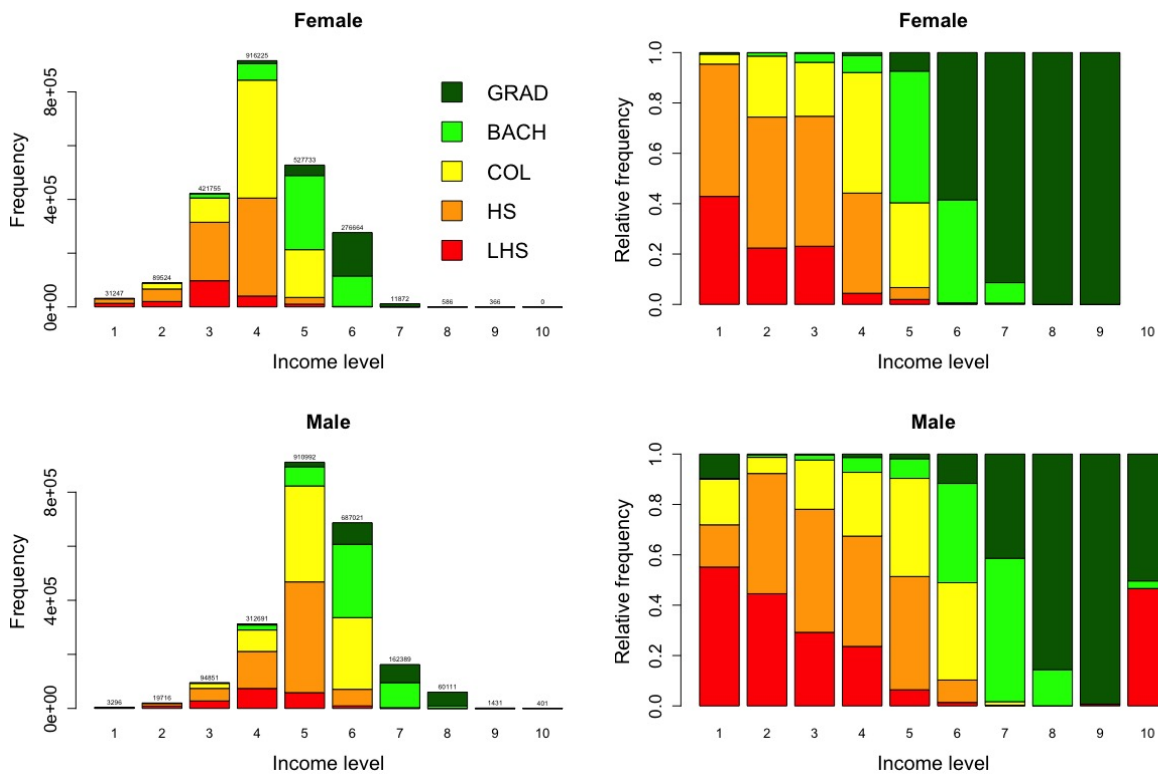 Female
Frequency
0e+00 4e+05 8e+05
31247 89524 421755 916225 527733 276664 11872 586 366 0
1 2 3 4 5 6 7 8 9 10
Income level
GRAD
BACH
COL
HS
LHS
Female
Relative frequency
0.0 0.2 0.4 0.6 0.8 1.0
1 2 3 4 5 6 7 8 9 10
Income level
Male
Frequency
0e+00 4e+05 8e+05
3296 19716 94851 312691 910992 687021 162389 60111 1431 401
1 2 3 4 5 6 7 8 9 10
Income level
Male
Relative frequency
0.0 0.2 0.4 0.6 0.8 1.0
1 2 3 4 5 6 7 8 9 10
Income level